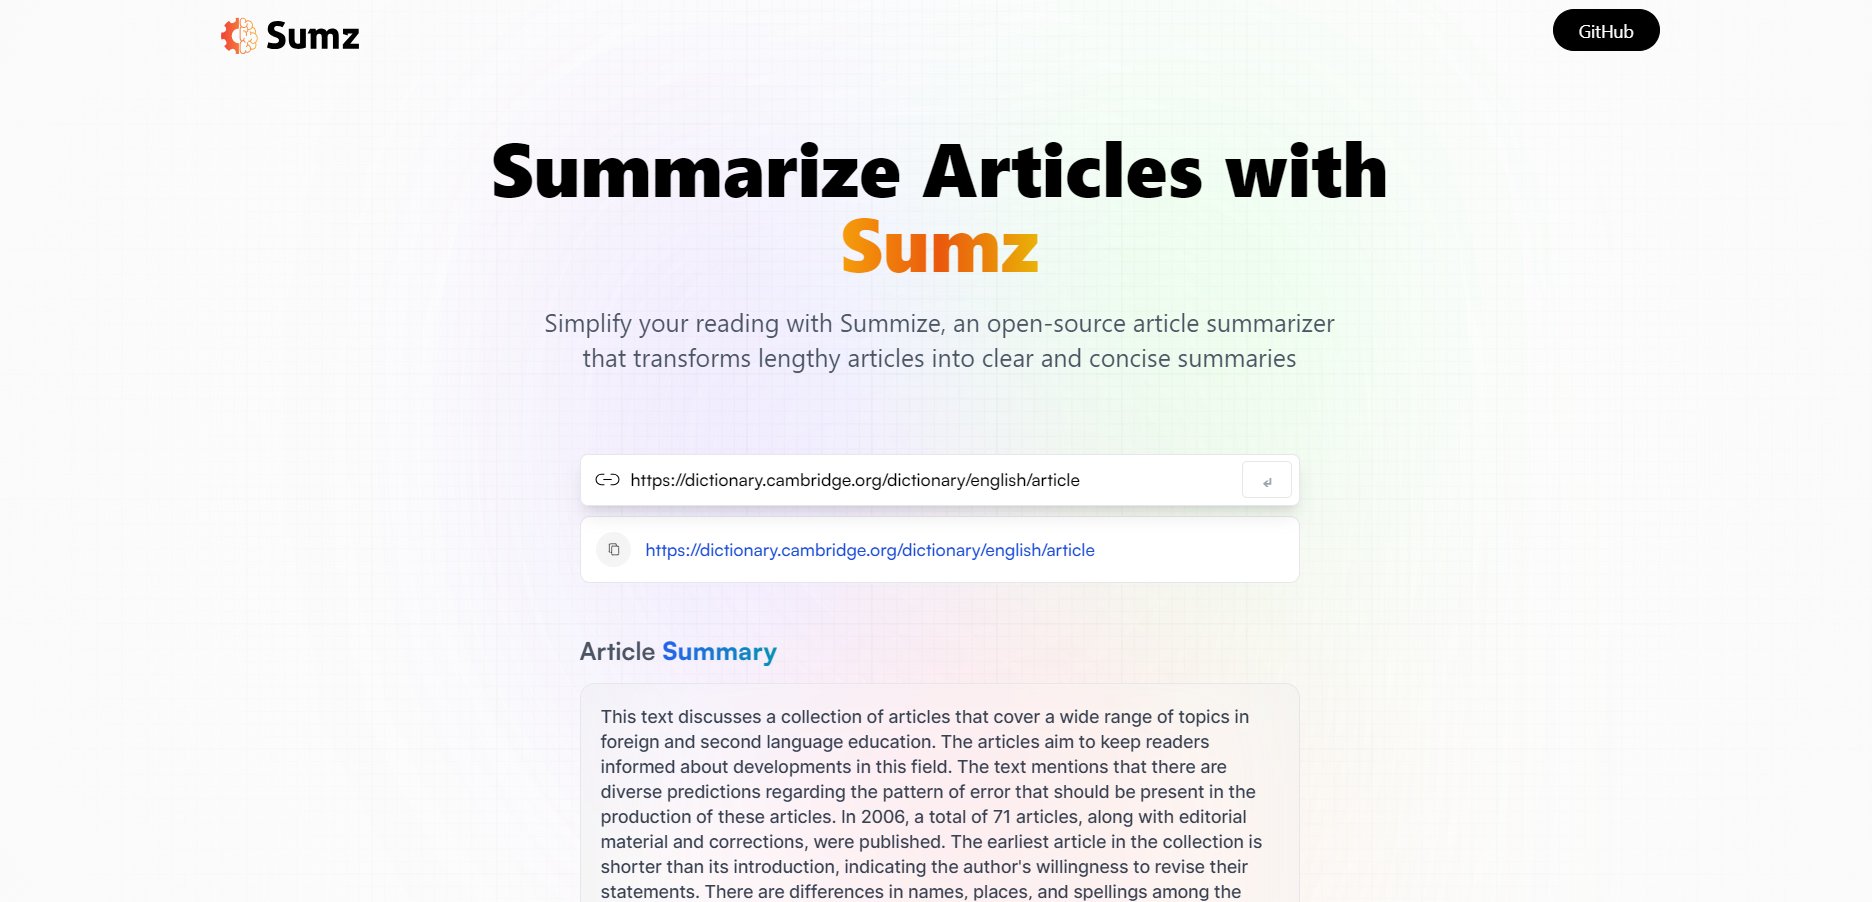 Sumz
GitHub
Summarize Articles with
Sumz
Simplify your reading with Summize, an open-source article summarizer
that transforms lengthy articles into clear and concise summaries
https://dictionary.cambridge.org/dictionary/english/article
https://dictionary.cambridge.org/dictionary/english/article
Article Summary
This text discusses a collection of articles that cover a wide range of topics in
foreign and second language education. The articles aim to keep readers
informed about developments in this field. The text mentions that there are
diverse predictions regarding the pattern of error that should be present in the
production of these articles. In 2006, a total of 71 articles, along with editorial
material and corrections, were published. The earliest article in the collection is
shorter than its introduction, indicating the author's willingness to revise their
statements. There are differences in names, places, and spellings among the